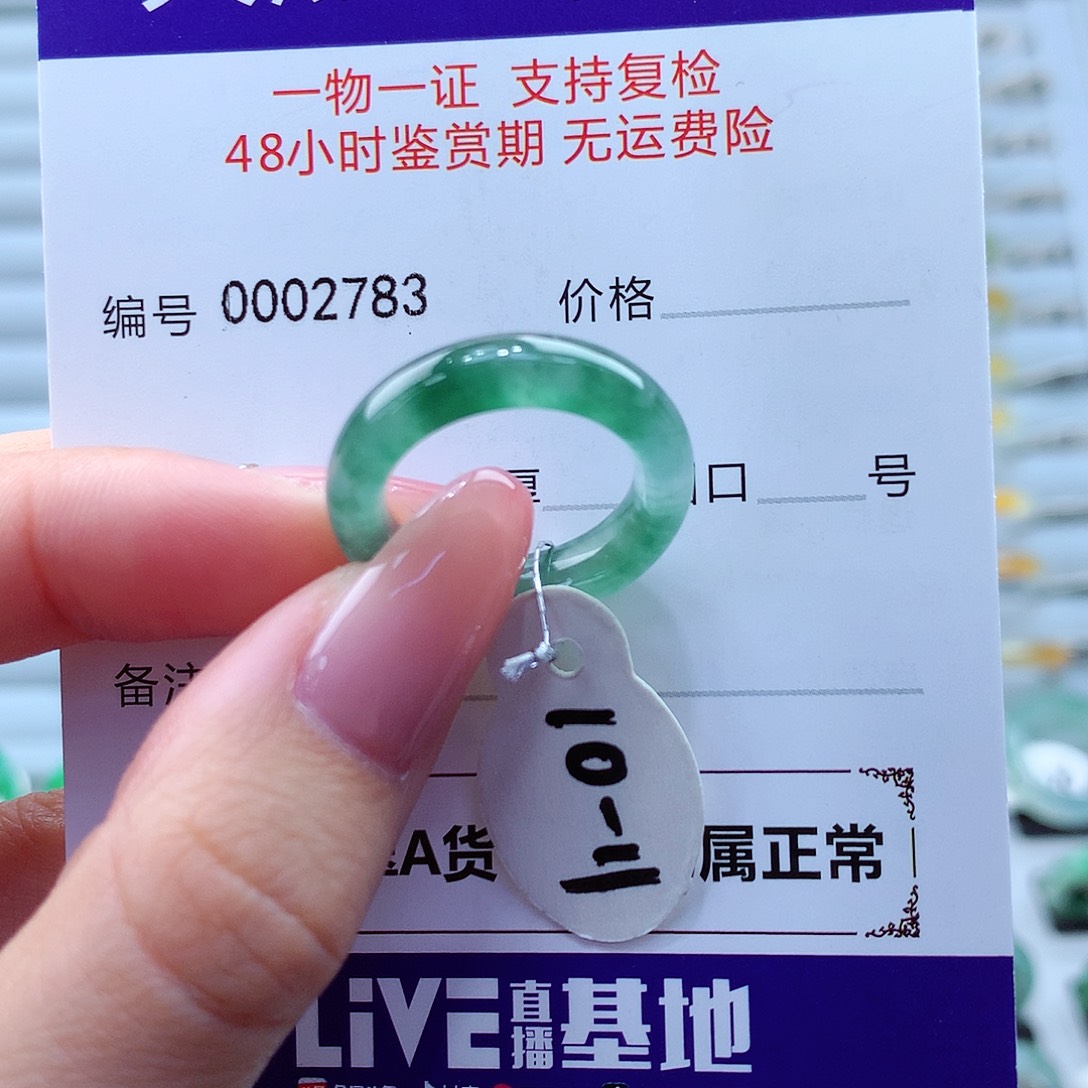 一物一证 支持复检
48小时鉴赏期 无运费险
编号 0002783 价格
口 号
备注
A货 属正常
10-二
LiVE直播基地